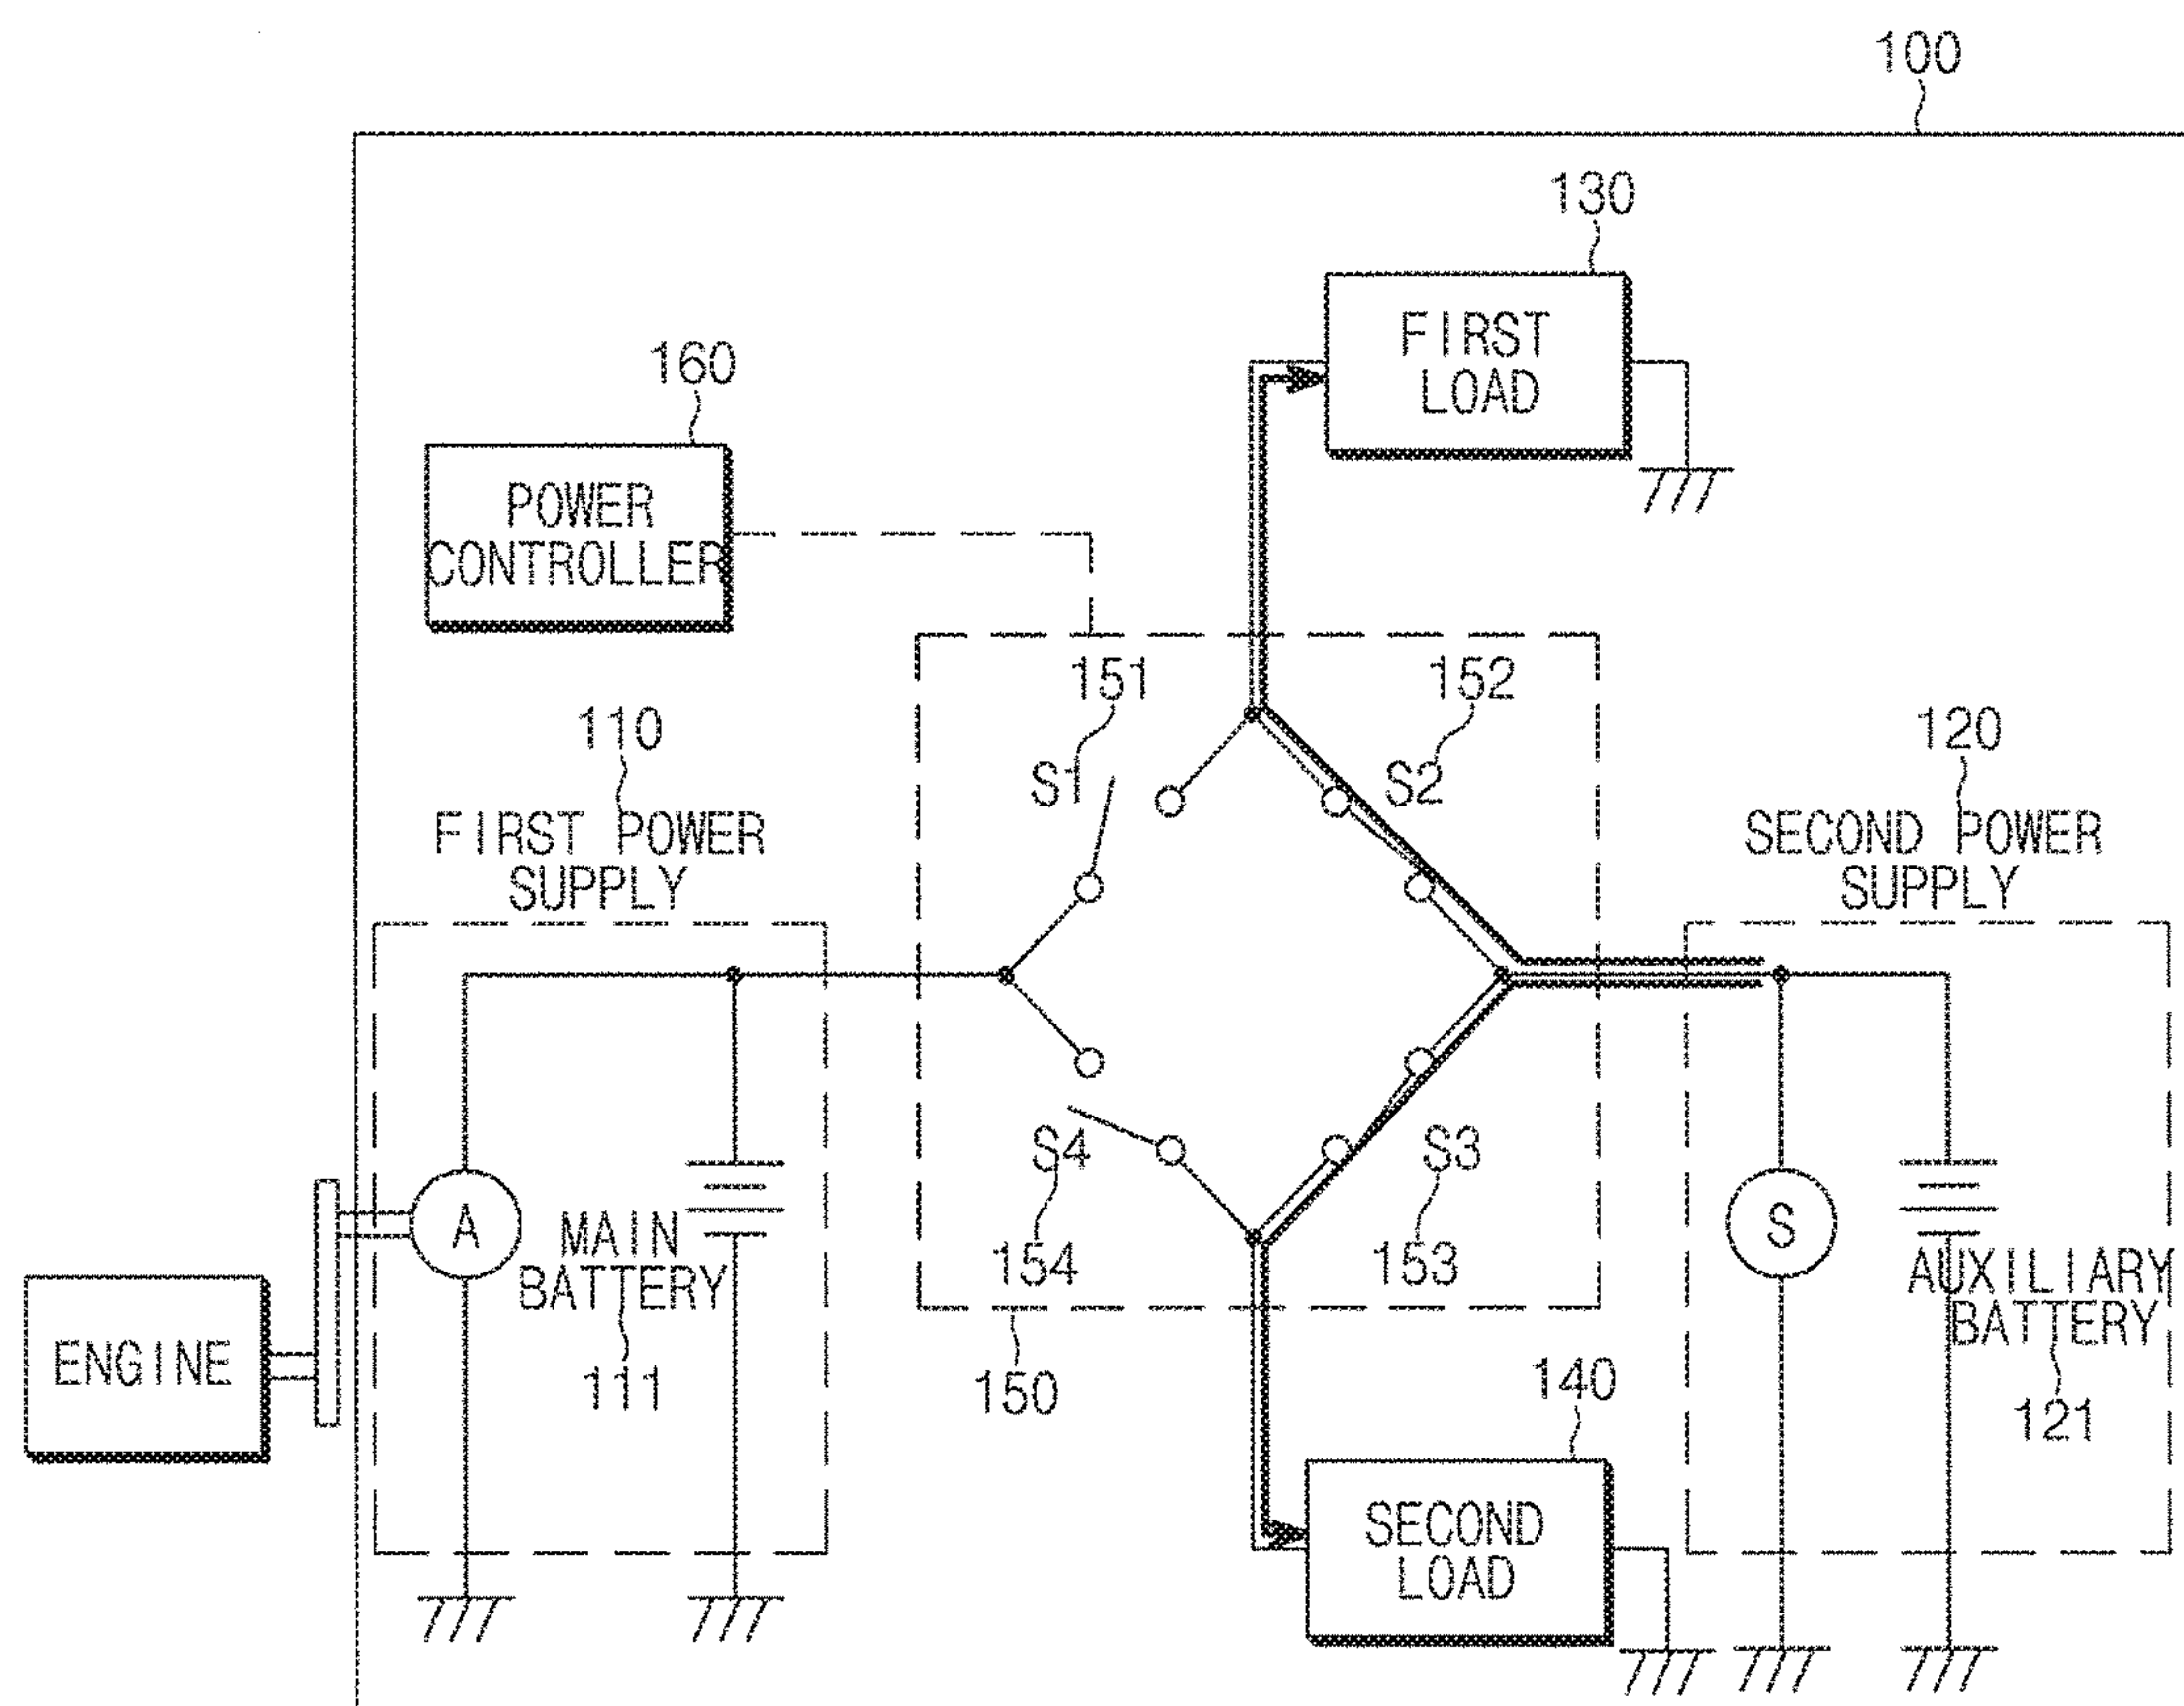 100
130
FIRST
LOAD
160
POWER
CONTROLLER
151
152
S1
S2
110
FIRST POWER
SUPPLY
120
SECOND POWER
SUPPLY
A
MAIN
BATTERY
111
S4
S3
154
153
150
S
AUXILIARY
BATTERY
121
ENGINE
140
SECOND
LOAD